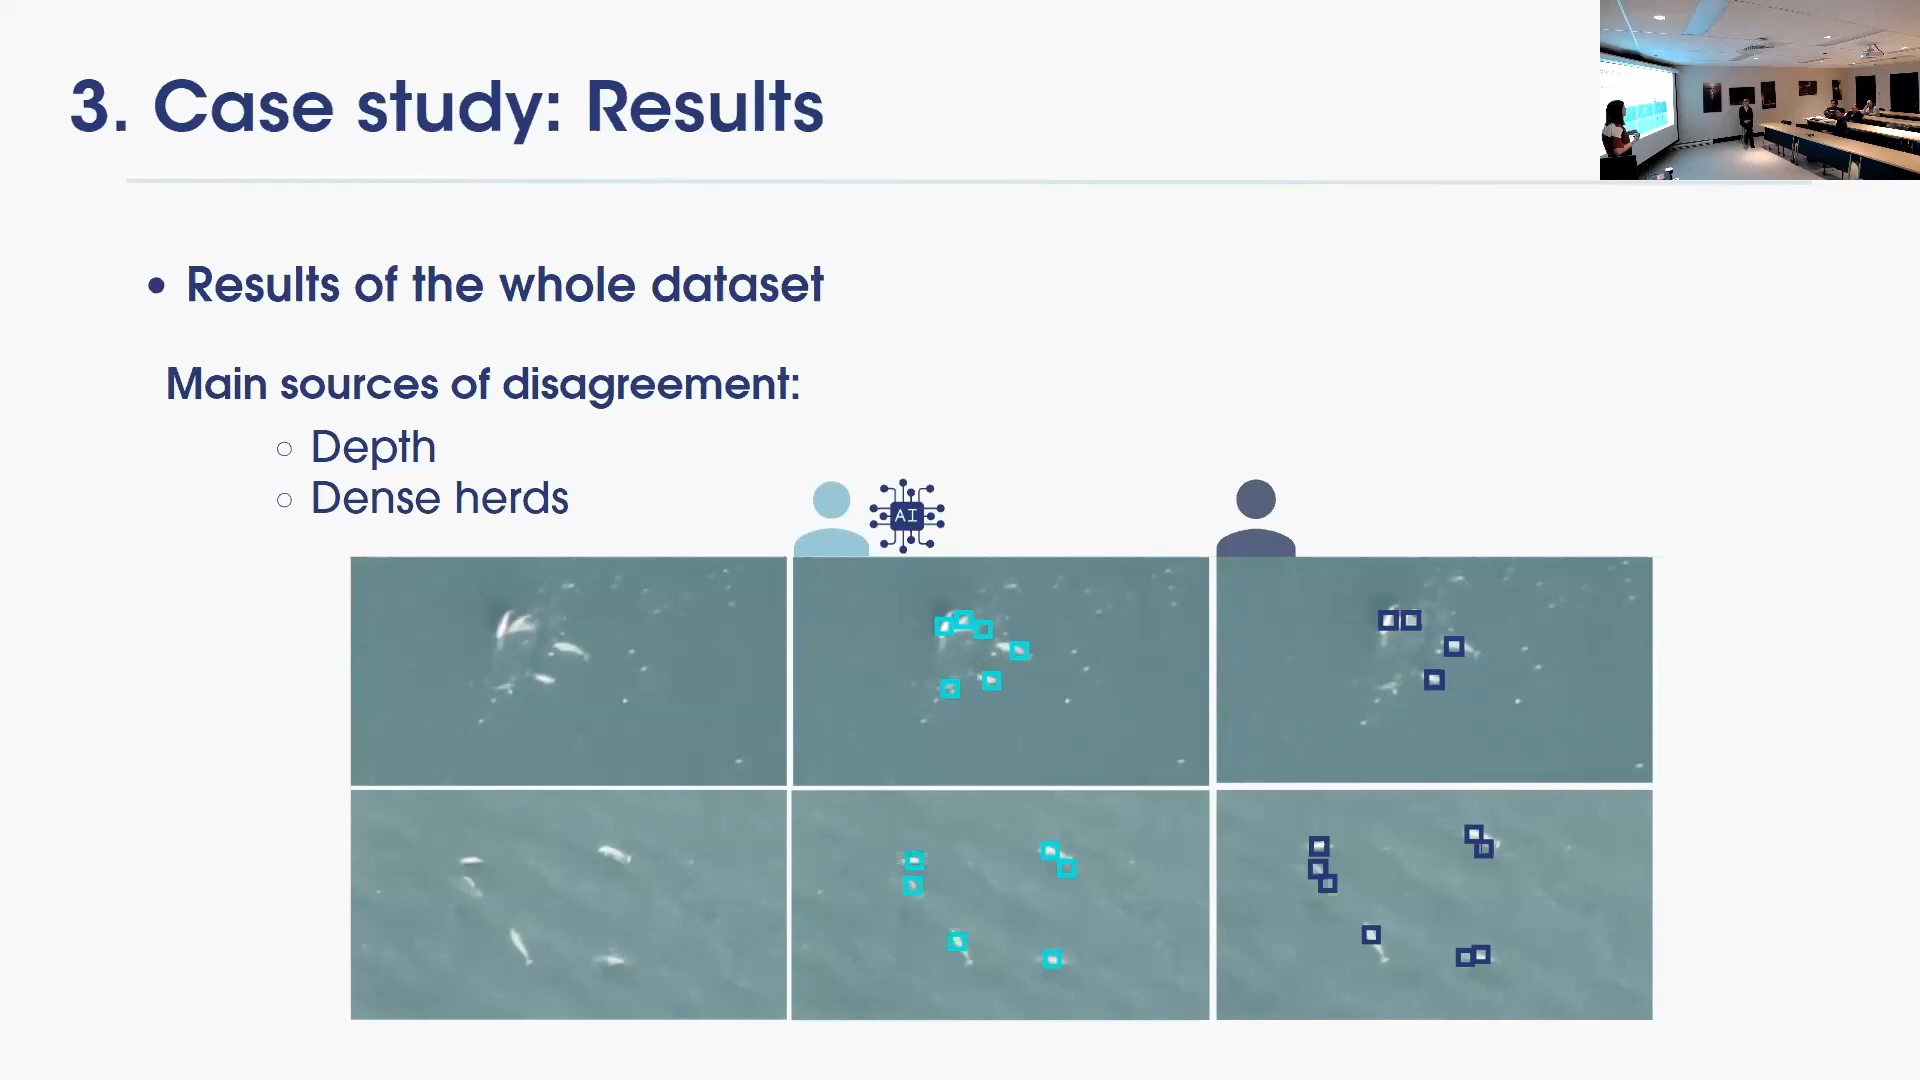 3. Case study: Results
• Results of the whole dataset
Main sources of disagreement:
○ Depth
○ Dense herds
AI